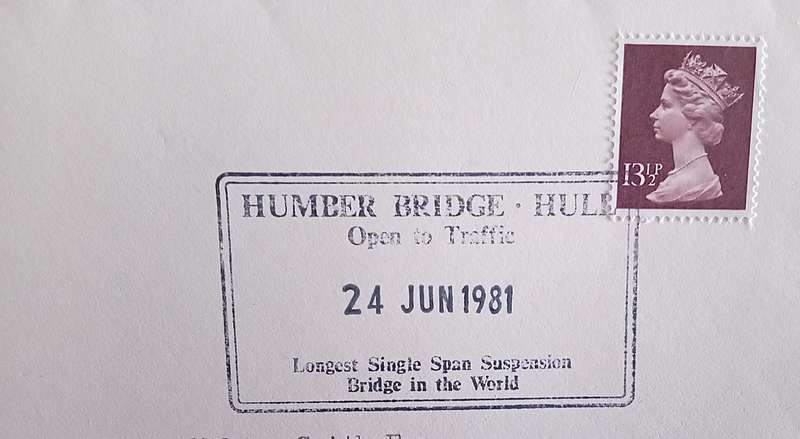 13½P
HUMBER BRIDGE · HULL
Open to Traffic
24 JUN 1981
Longest Single Span Suspension
Bridge in the World